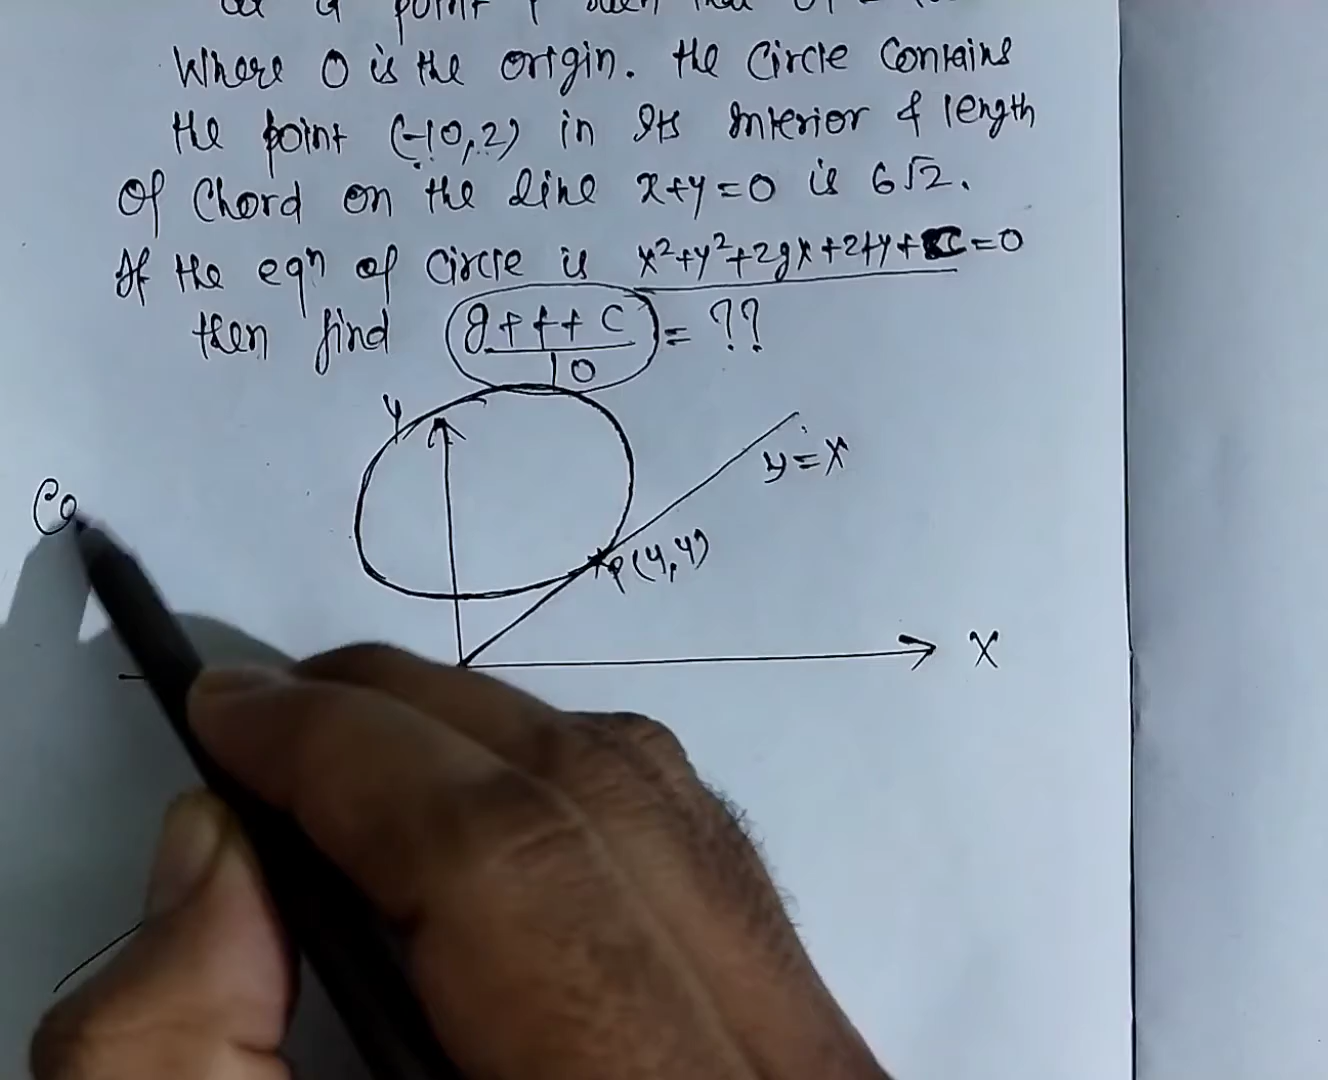 Where O is the origin. the Circle Contains
the point (-10,2) in Its Interior & length
Of Chord on the line x+y=0 is 6√2.
If the eqⁿ of circle is x²+y²+2gx+2fy+C=0
then find (g+f+C)/10 = ??
Y
y=x
Co
P(4,4)
X